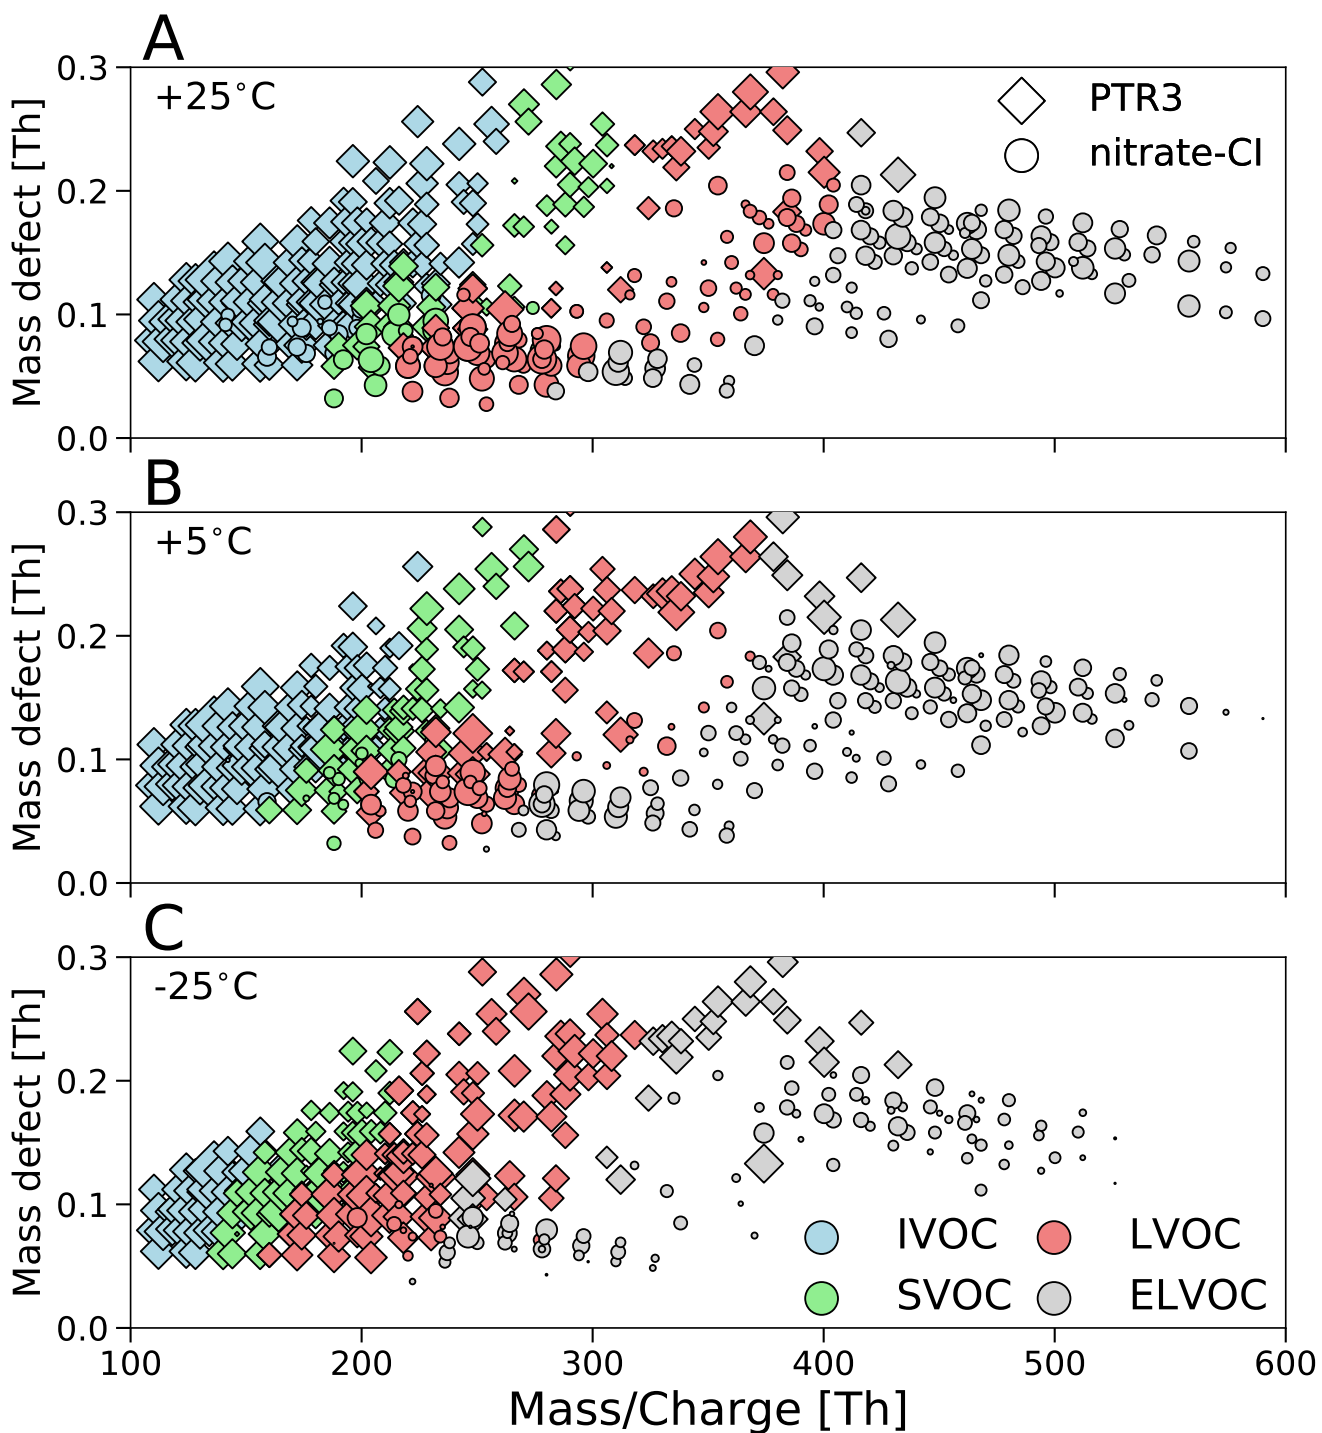 A
0.3
+25°C
PTR3
nitrate-CI
0.2
0.1
0.0
Mass defect [Th]
B
0.3
+5°C
0.2
0.1
0.0
Mass defect [Th]
C
0.3
-25°C
0.2
0.1
0.0
Mass defect [Th]
IVOC
LVOC
SVOC
ELVOC
100 200 300 400 500 600
Mass/Charge [Th]